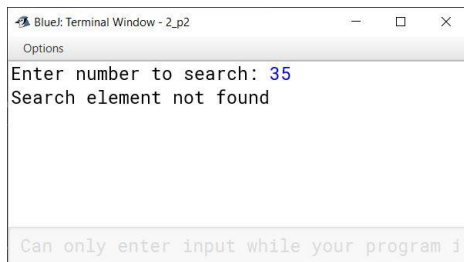 BlueJ: Terminal Window - 2_p2
Options
Enter number to search: 35
Search element not found
Can only enter input while your program i